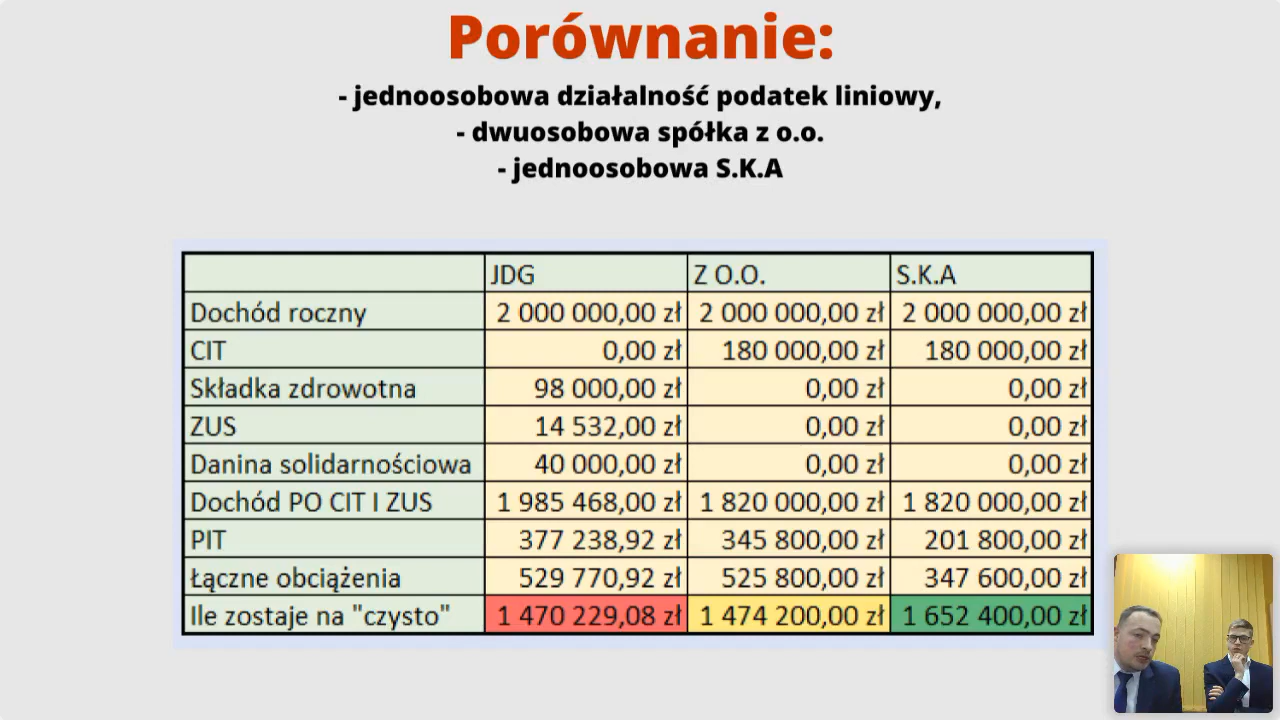 Porównanie:
- jednoosobowa działalność podatek liniowy,
- dwuosobowa spółka z o.o.
- jednoosobowa S.K.A
JDG Z O.O. S.K.A
Dochód roczny 2 000 000,00 zł 2 000 000,00 zł 2 000 000,00 zł
CIT 0,00 zł 180 000,00 zł 180 000,00 zł
Składka zdrowotna 98 000,00 zł 0,00 zł 0,00 zł
ZUS 14 532,00 zł 0,00 zł 0,00 zł
Danina solidarnościowa 40 000,00 zł 0,00 zł 0,00 zł
Dochód PO CIT I ZUS 1 985 468,00 zł 1 820 000,00 zł 1 820 000,00 zł
PIT 377 238,92 zł 345 800,00 zł 201 800,00 zł
Łączne obciążenia 529 770,92 zł 525 800,00 zł 347 600,00 zł
Ile zostaje na "czysto" 1 470 229,08 zł 1 474 200,00 zł 1 652 400,00 zł